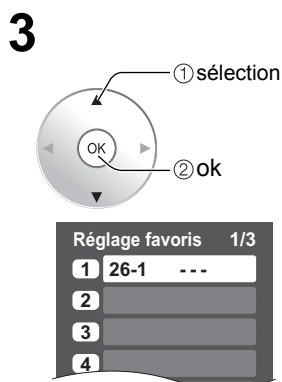 3
①sélection
OK
②ok
Réglage favoris 1/3
1 26-1 - - -
2
3
4